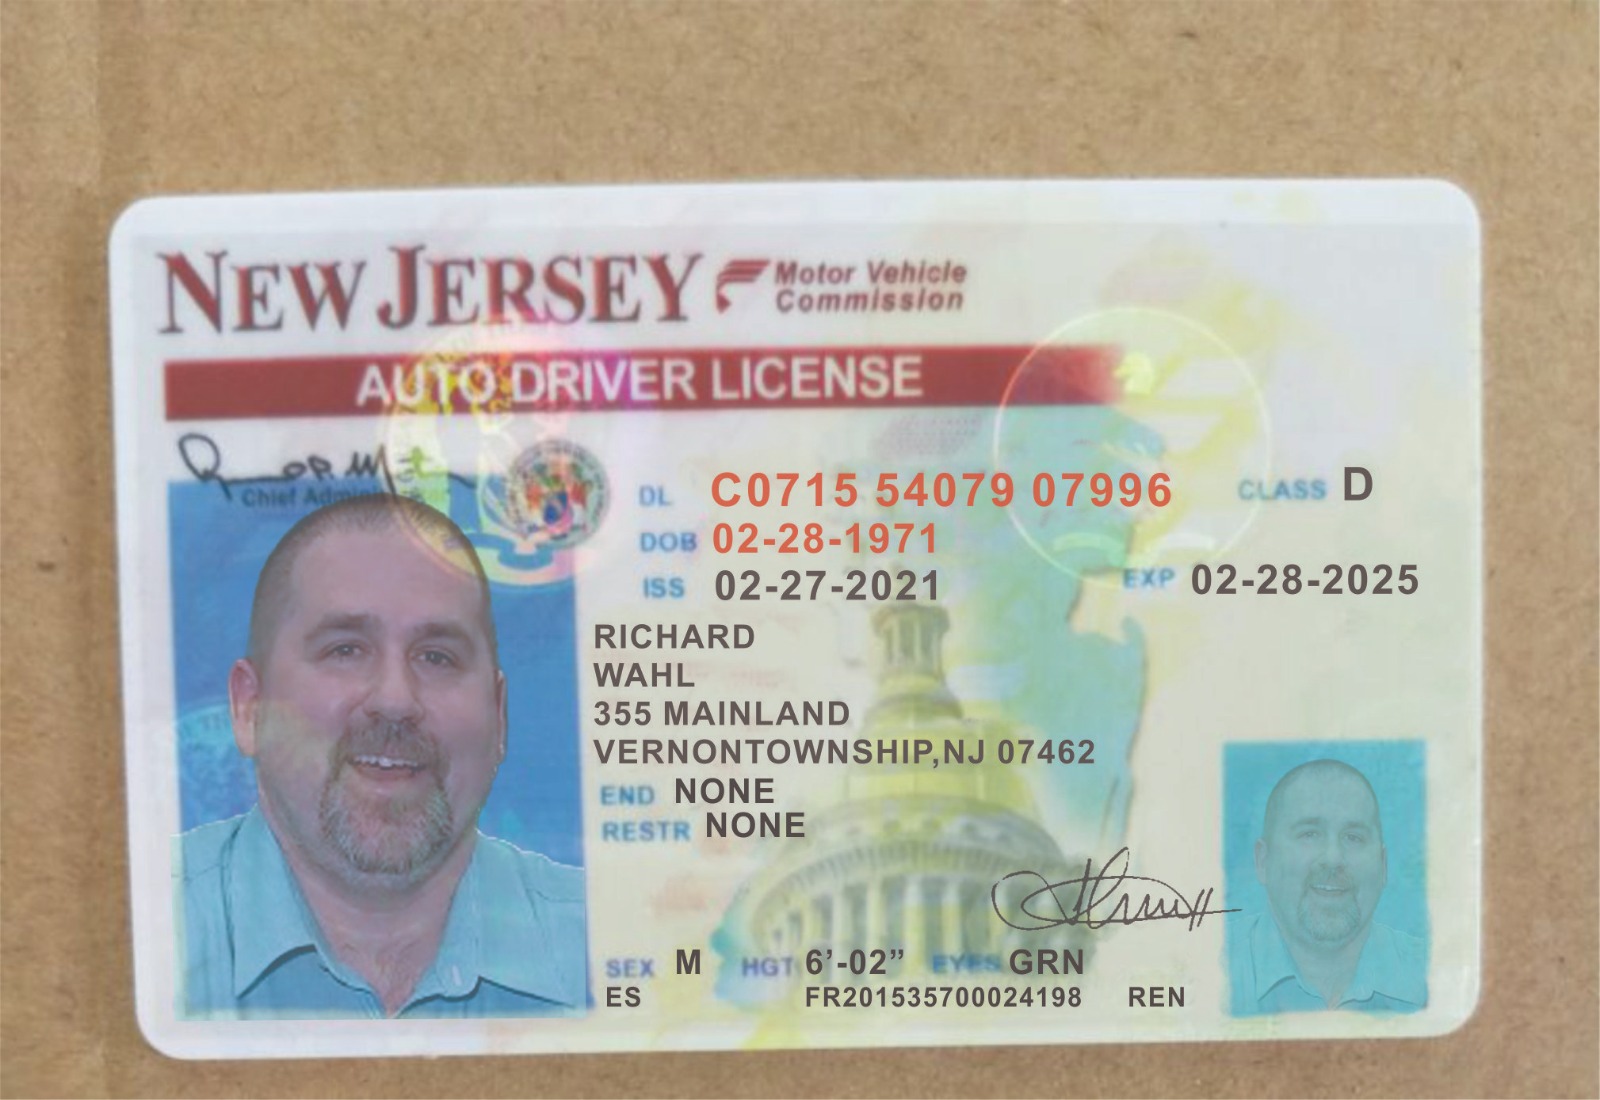 NEW JERSEY Motor Vehicle Commission
AUTO DRIVER LICENSE
Chief Admin
DL C0715 54079 07996 CLASS D
DOB 02-28-1971
ISS 02-27-2021 EXP 02-28-2025
RICHARD
WAHL
355 MAINLAND
VERNONTOWNSHIP,NJ 07462
END NONE
RESTR NONE
SEX M HGT 6'-02” EYES GRN
ES FR201535700024198 REN